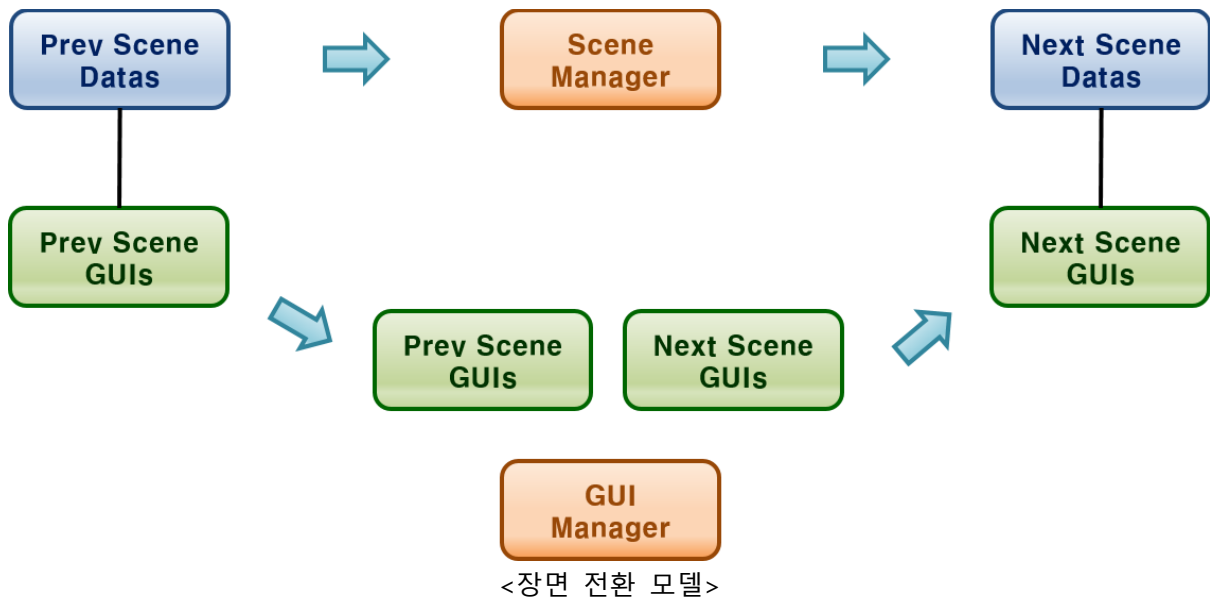 Prev Scene
Datas
Scene
Manager
Next Scene
Datas
Prev Scene
GUIs
Next Scene
GUIs
Prev Scene
GUIs
Next Scene
GUIs
GUI
Manager
<장면 전환 모델>